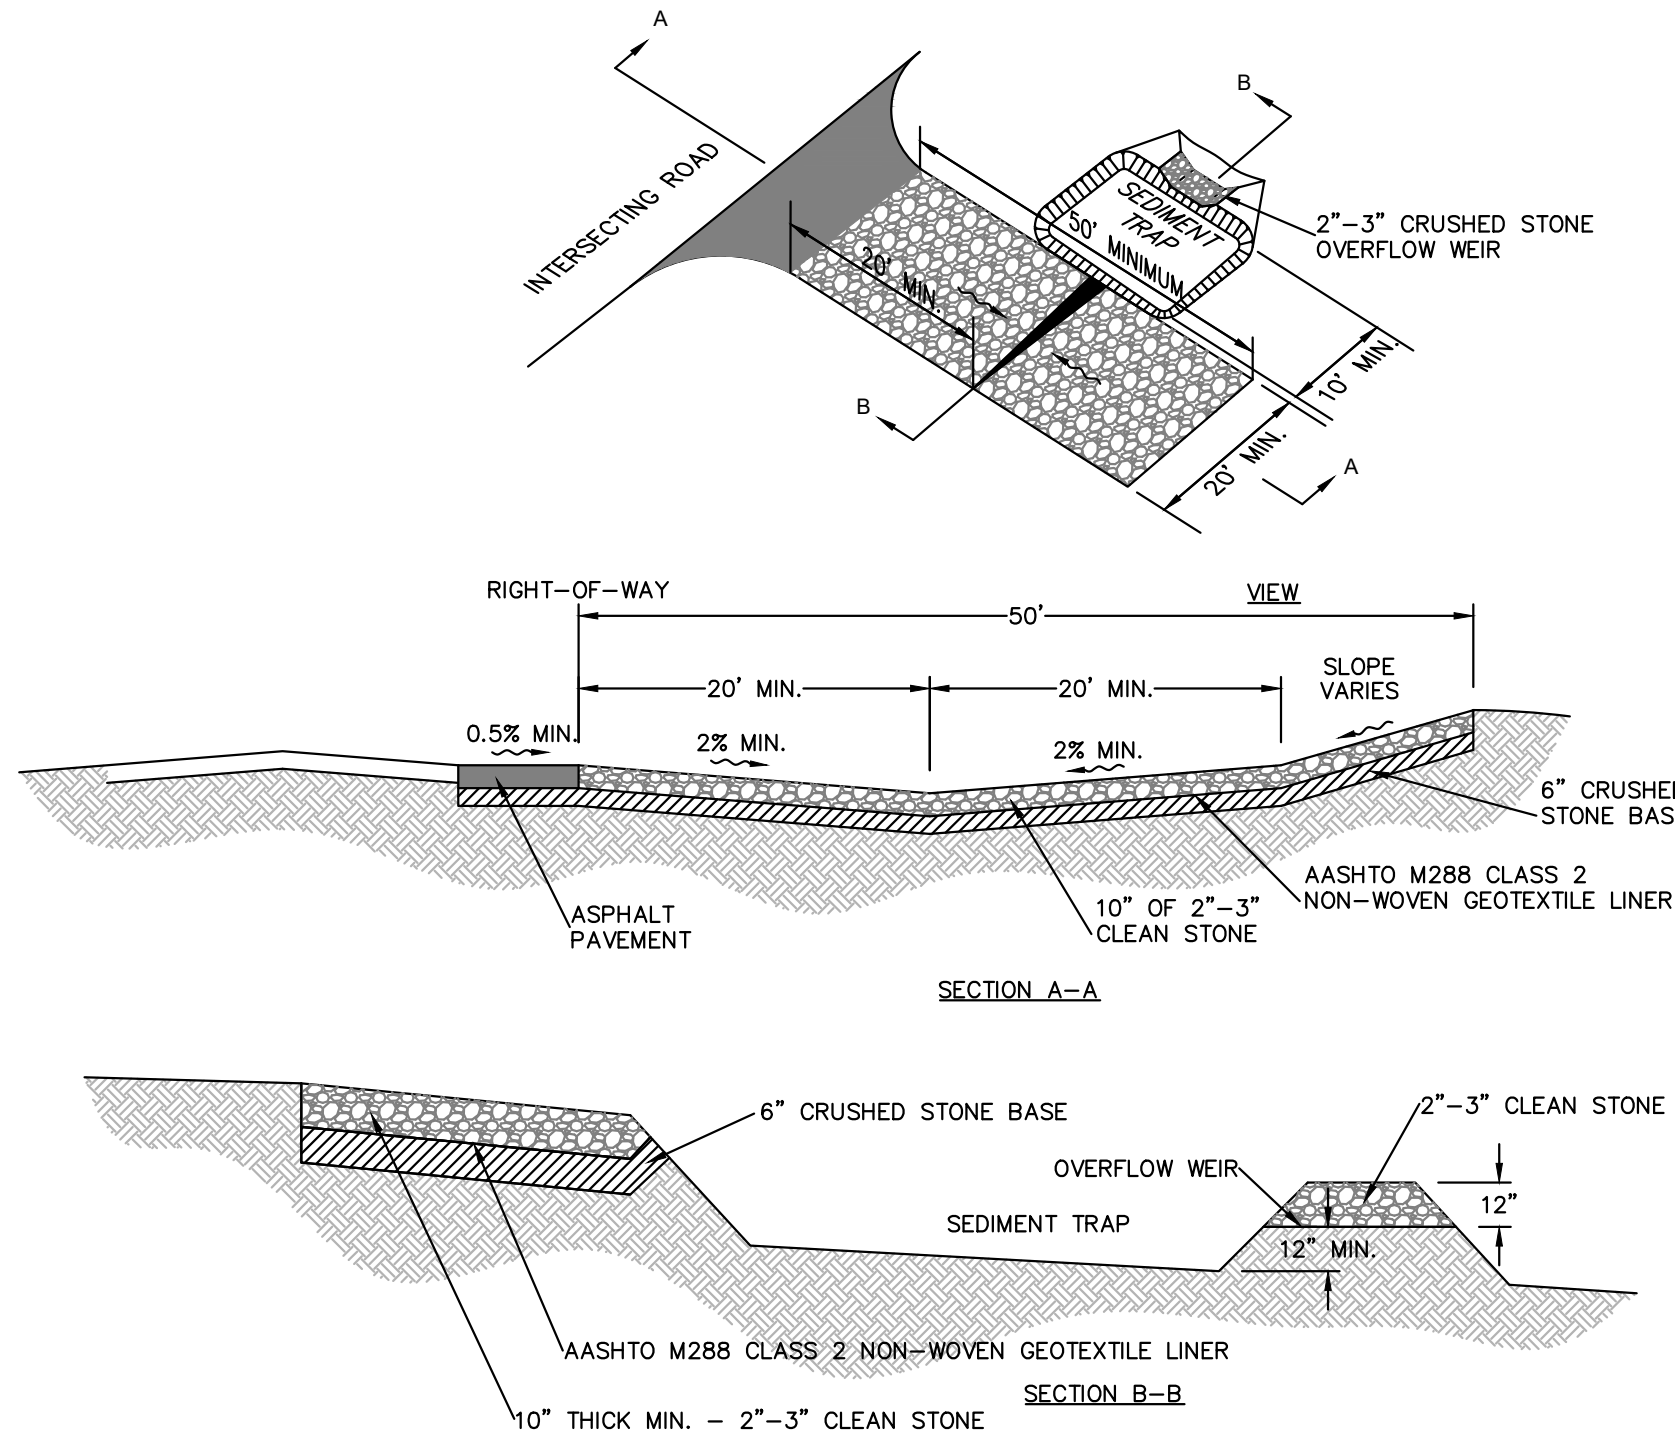 A
B
INTERSECTING ROAD
SEDIMENT
TRAP
50' MINIMUM
2"-3" CRUSHED STONE
OVERFLOW WEIR
20' MIN.
10' MIN.
B
20' MIN.
A
RIGHT-OF-WAY
VIEW
50'
SLOPE
VARIES
20' MIN.
20' MIN.
0.5% MIN.
2% MIN.
2% MIN.
6" CRUSHED
STONE BAS
AASHTO M288 CLASS 2
NON-WOVEN GEOTEXTILE LINER
10" OF 2"-3"
CLEAN STONE
ASPHALT
PAVEMENT
SECTION A-A
6" CRUSHED STONE BASE
2"-3" CLEAN STONE
OVERFLOW WEIR
12"
SEDIMENT TRAP
12" MIN.
AASHTO M288 CLASS 2 NON-WOVEN GEOTEXTILE LINER
SECTION B-B
10" THICK MIN. - 2"-3" CLEAN STONE